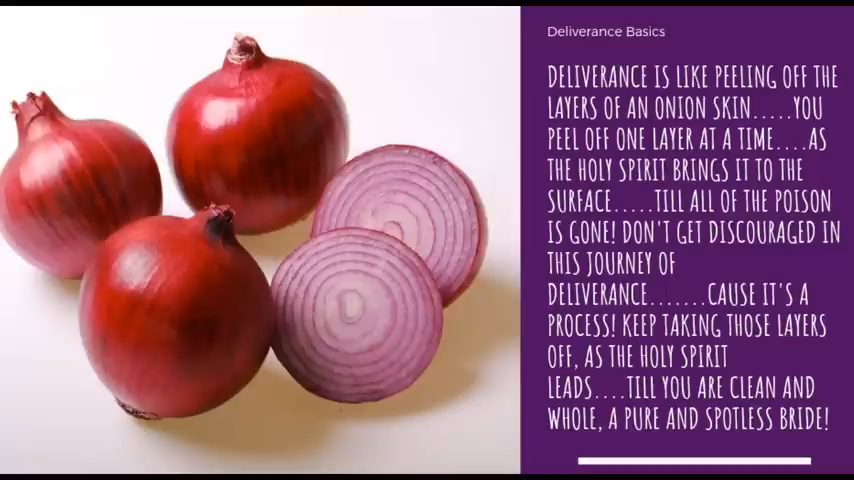 Deliverance Basics
DELIVERANCE IS LIKE PEELING OFF THE
LAYERS OF AN ONION SKIN.....YOU
PEEL OFF ONE LAYER AT A TIME....AS
THE HOLY SPIRIT BRINGS IT TO THE
SURFACE.....TILL ALL OF THE POISON
IS GONE! DON'T GET DISCOURAGED IN
THIS JOURNEY OF
DELIVERANCE.......CAUSE IT'S A
PROCESS! KEEP TAKING THOSE LAYERS
OFF, AS THE HOLY SPIRIT
LEADS....TILL YOU ARE CLEAN AND
WHOLE, A PURE AND SPOTLESS BRIDE!